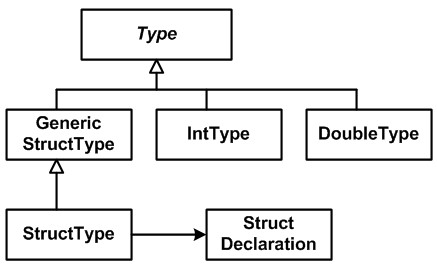 Type
Generic
StructType
IntType
DoubleType
StructType
Struct
Declaration